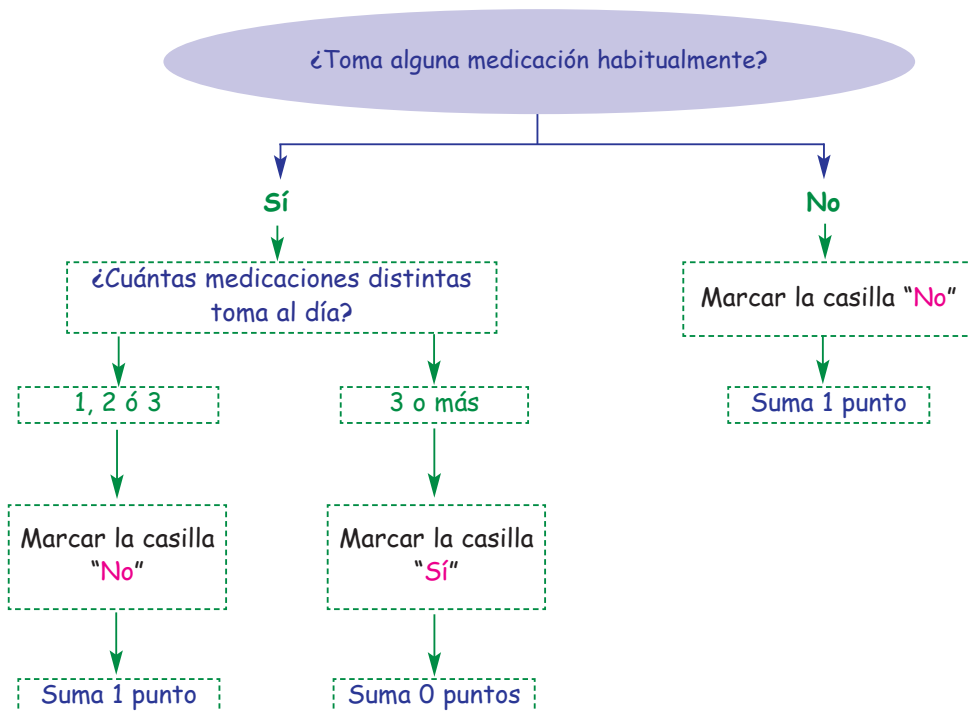 ¿Toma alguna medicación habitualmente?
Sí
No
¿Cuántas medicaciones distintas
toma al día?
Marcar la casilla “No”
1, 2 ó 3
3 o más
Suma 1 punto
Marcar la casilla
“No”
Marcar la casilla
“Sí”
Suma 1 punto
Suma 0 puntos